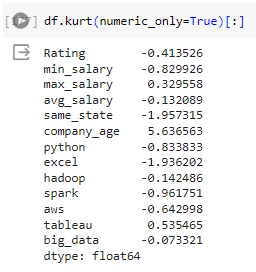 df.kurt(numeric_only=True)[:]
Rating -0.413526
min_salary -0.829926
max_salary 0.329558
avg_salary -0.132089
same_state -1.957315
company_age 5.636563
python -0.833833
excel -1.936202
hadoop -0.142486
spark -0.961751
aws -0.642998
tableau 0.535465
big_data -0.073321
dtype: float64